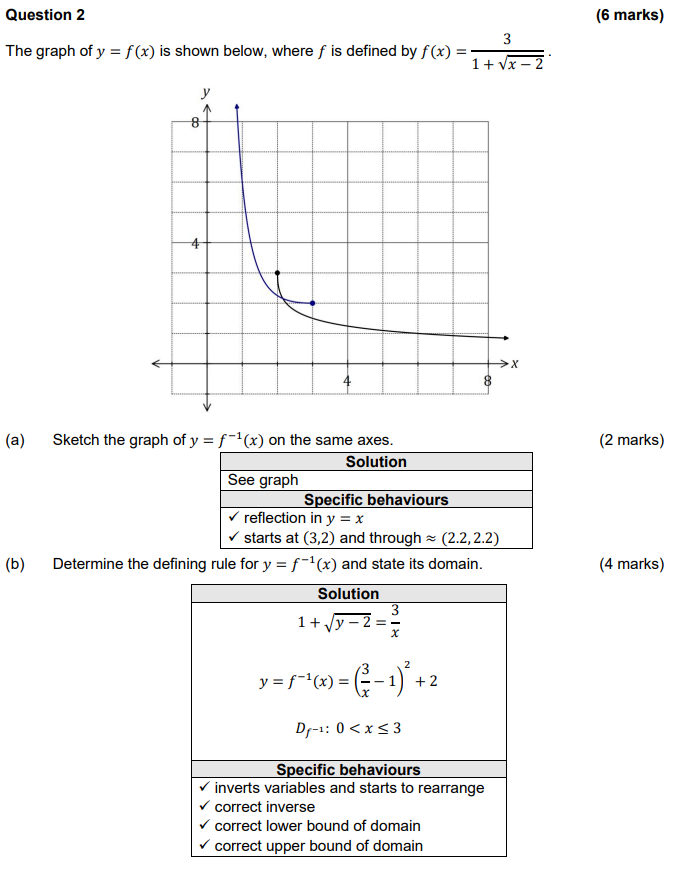 Question 2 (6 marks)
The graph of y = f(x) is shown below, where f is defined by f(x) = 3/(1 + √(x − 2)).
y
8
4
4
8
x
(a) Sketch the graph of y = f⁻¹(x) on the same axes. (2 marks)
Solution
See graph
Specific behaviours
✓ reflection in y = x
✓ starts at (3,2) and through ≈ (2.2, 2.2)
(b) Determine the defining rule for y = f⁻¹(x) and state its domain. (4 marks)
Solution
1 + √(y − 2) = 3/x
y = f⁻¹(x) = (3/x − 1)² + 2
D_f⁻¹: 0 < x ≤ 3
Specific behaviours
✓ inverts variables and starts to rearrange
✓ correct inverse
✓ correct lower bound of domain
✓ correct upper bound of domain